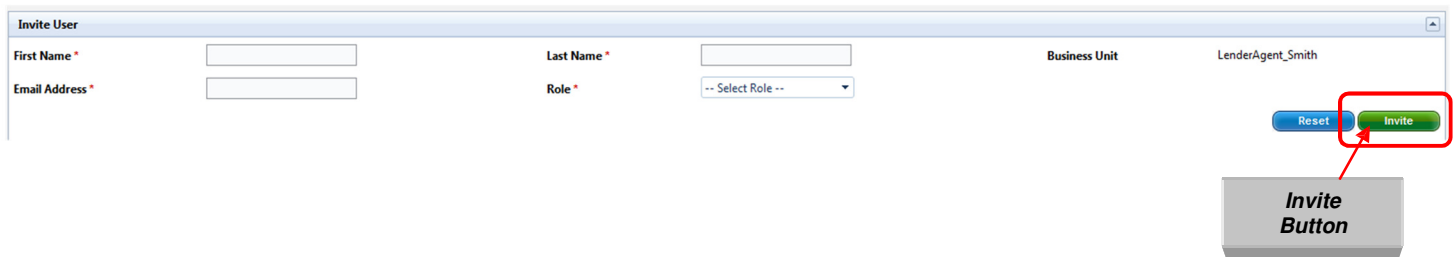 Invite User
First Name * Last Name * Business Unit LenderAgent_Smith
Email Address * Role * -- Select Role --
Reset Invite
Invite
Button